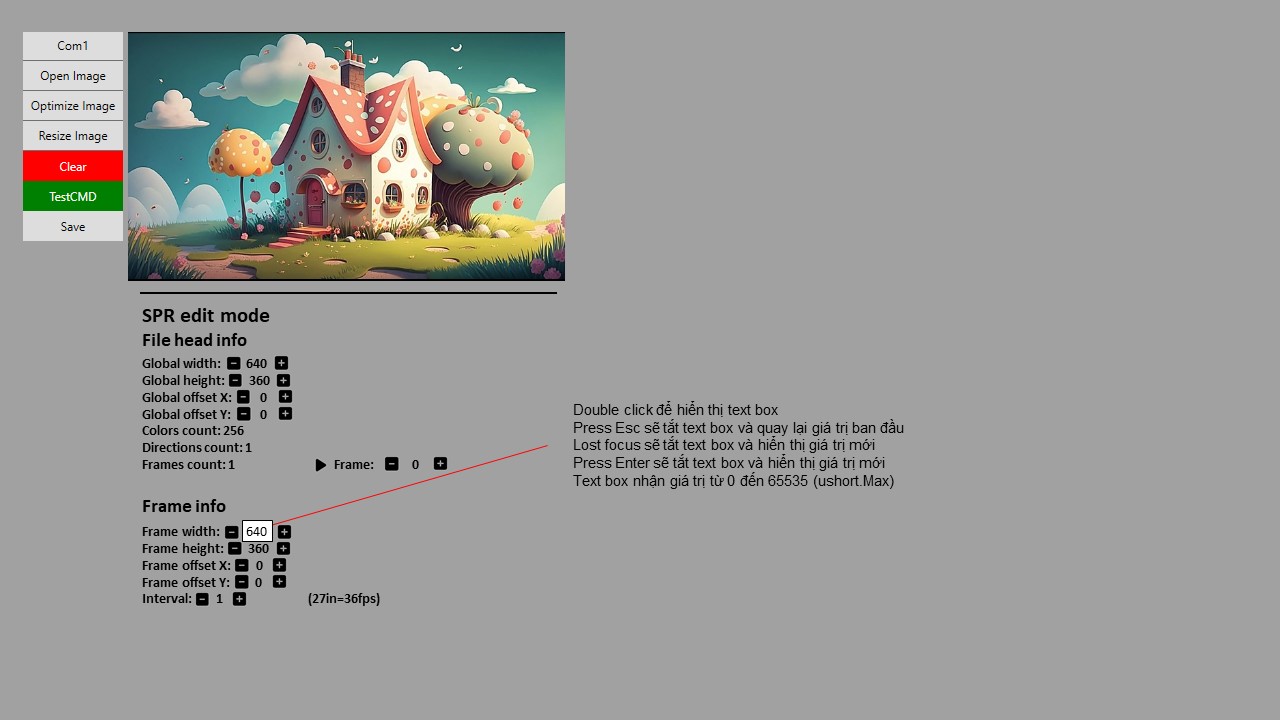 Com1
Open Image
Optimize Image
Resize Image
Clear
TestCMD
Save
SPR edit mode
File head info
Global width: 640
Global height: 360
Global offset X: 0
Global offset Y: 0
Colors count: 256
Directions count: 1
Frames count: 1 Frame: 0
Double click để hiển thị text box
Press Esc sẽ tắt text box và quay lại giá trị ban đầu
Lost focus sẽ tắt text box và hiển thị giá trị mới
Press Enter sẽ tắt text box và hiển thị giá trị mới
Text box nhận giá trị từ 0 đến 65535 (ushort.Max)
Frame info
Frame width: 640
Frame height: 360
Frame offset X: 0
Frame offset Y: 0
Interval: 1 (27in=36fps)